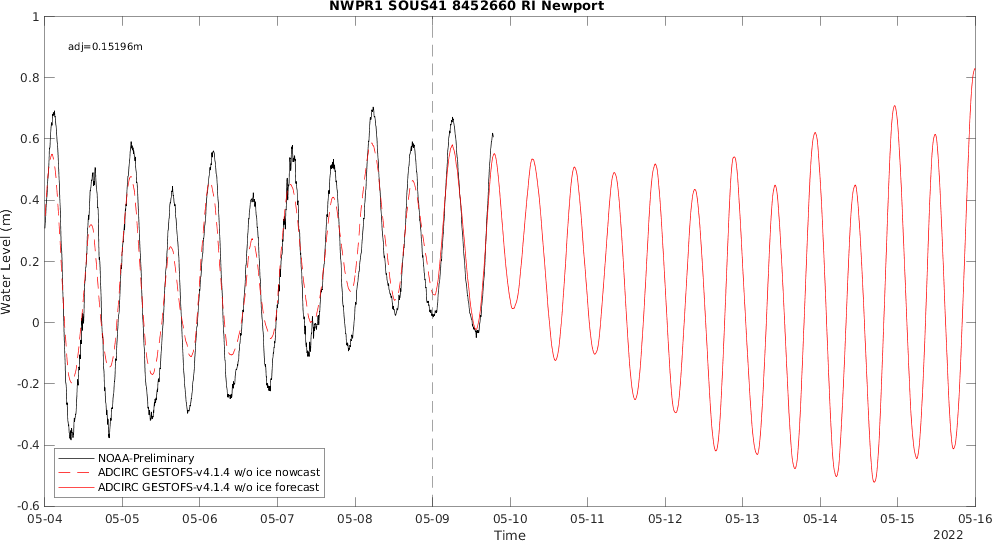 NWPR1 SOUS41 8452660 RI Newport
adj=0.15196m
Water Level (m)
1
0.8
0.6
0.4
0.2
0
-0.2
-0.4
-0.6
NOAA-Preliminary
ADCIRC GESTOFS-v4.1.4 w/o ice nowcast
ADCIRC GESTOFS-v4.1.4 w/o ice forecast
05-04 05-05 05-06 05-07 05-08 05-09 05-10 05-11 05-12 05-13 05-14 05-15 05-16
Time
2022